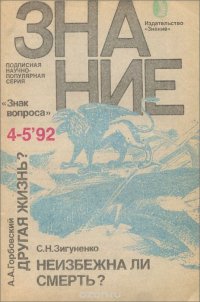 ЗНА
НИЕ
Издательство
«Знание»
ПОДПИСНАЯ
НАУЧНО-
ПОПУЛЯРНАЯ
СЕРИЯ
«Знак
вопроса»
4-5'92
А.А.Горбовский
ДРУГАЯ ЖИЗНЬ?
С.Н.Зигуненко
НЕИЗБЕЖНА ЛИ
СМЕРТЬ?